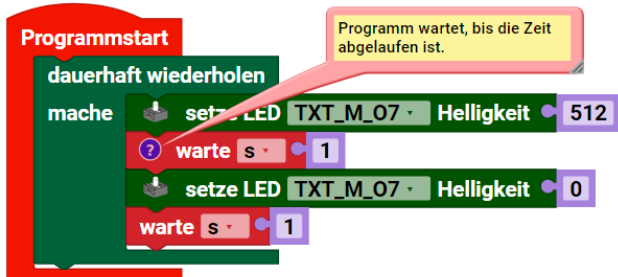 Programmstart
Programm wartet, bis die Zeit
abgelaufen ist.
dauerhaft wiederholen
mache setze LED TXT_M_O7 Helligkeit 512
? warte s 1
setze LED TXT_M_O7 Helligkeit 0
warte s 1